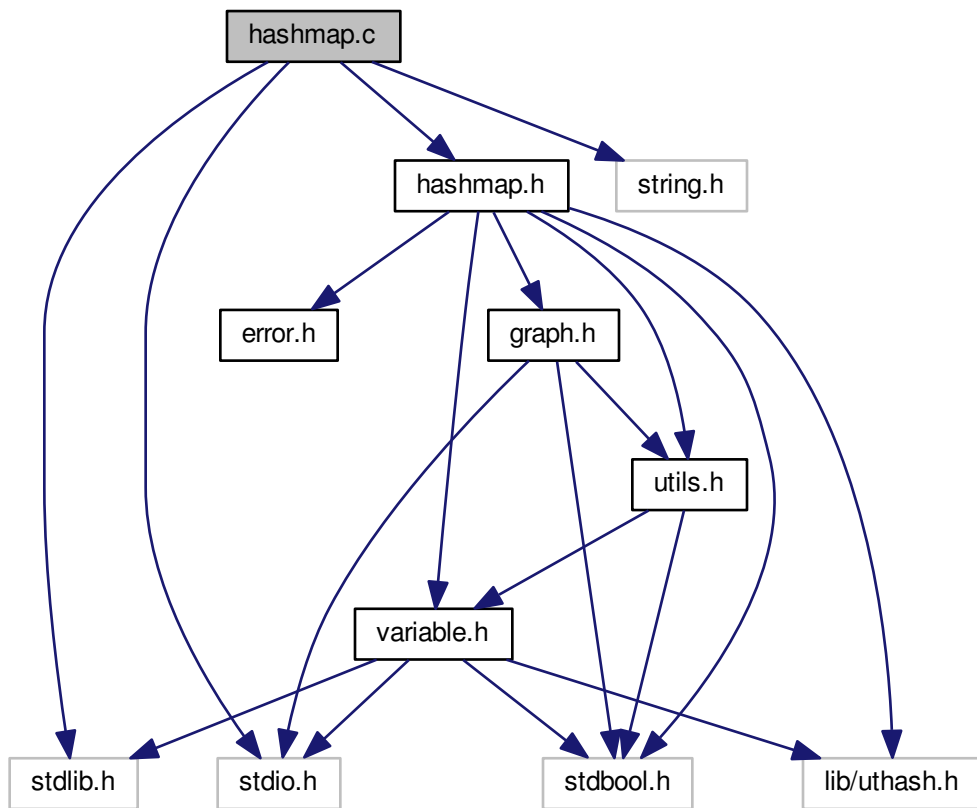 hashmap.c
hashmap.h
string.h
error.h
graph.h
utils.h
variable.h
stdlib.h
stdio.h
stdbool.h
lib/uthash.h